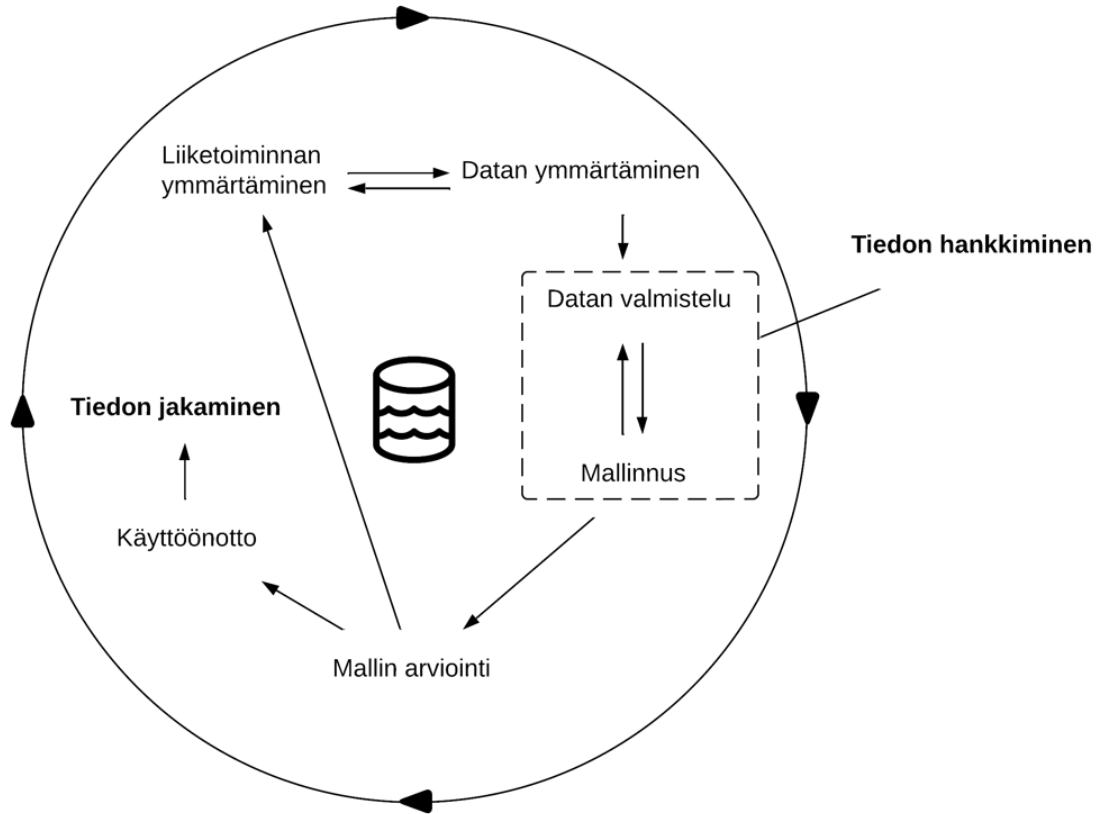 Liiketoiminnan
ymmärtäminen
Datan ymmärtäminen
Tiedon hankkiminen
Datan valmistelu
Tiedon jakaminen
Mallinnus
Käyttöönotto
Mallin arviointi